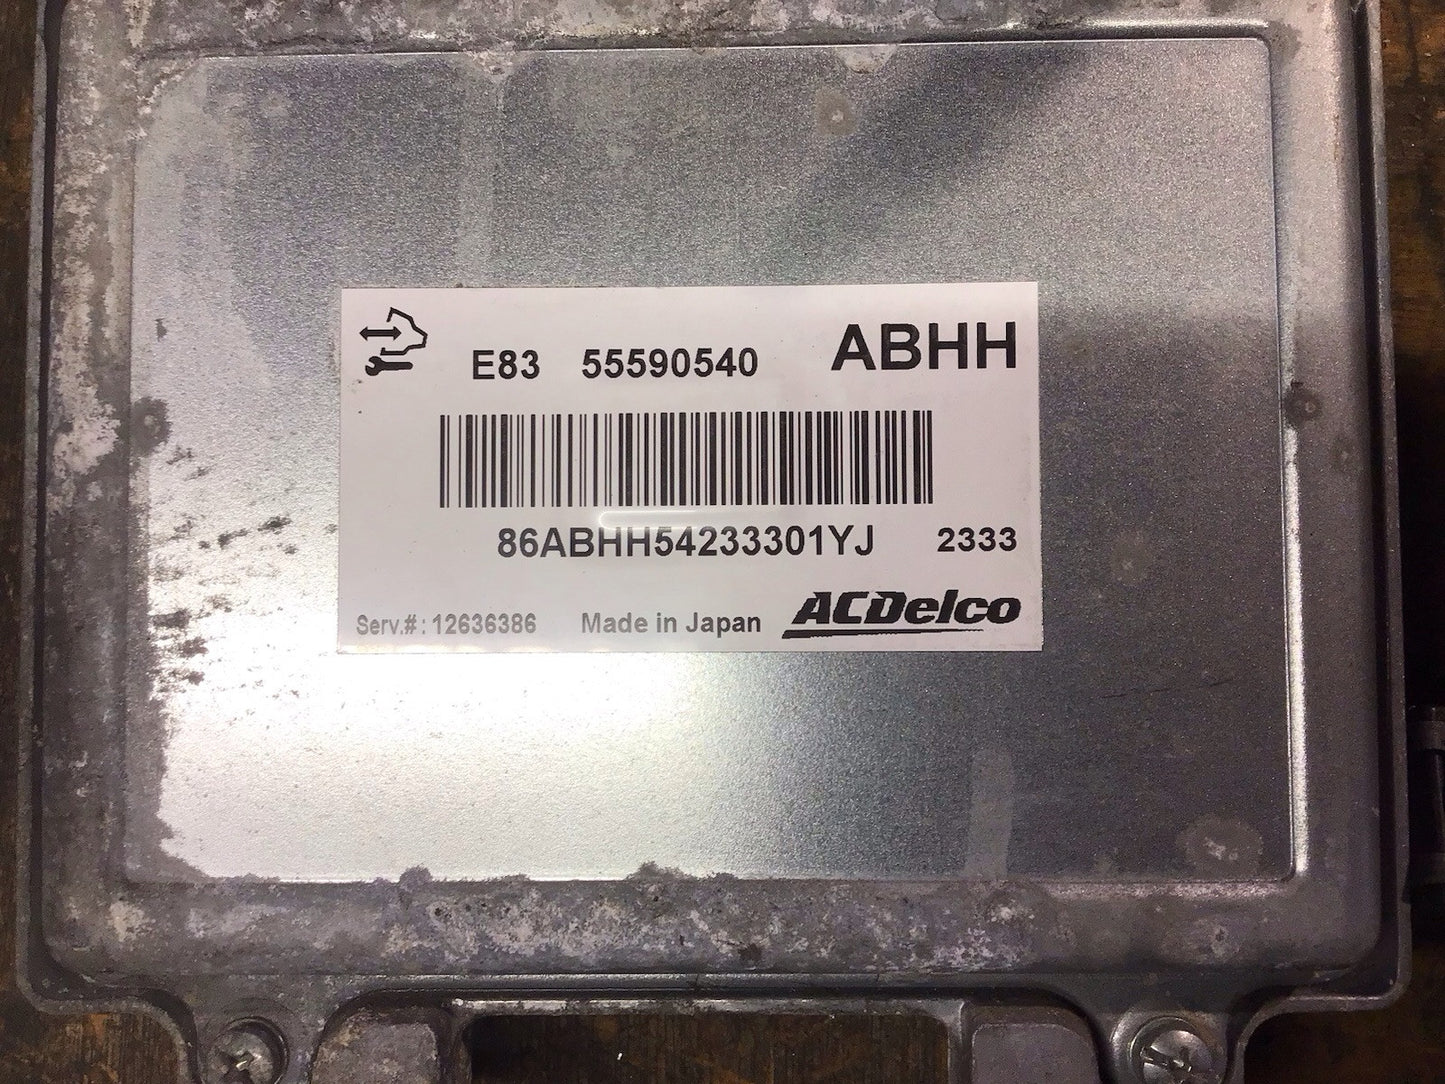 E83 55590540 ABHH
86ABHH54233301YJ 2333
Serv.#: 12636386 Made in Japan ACDelco